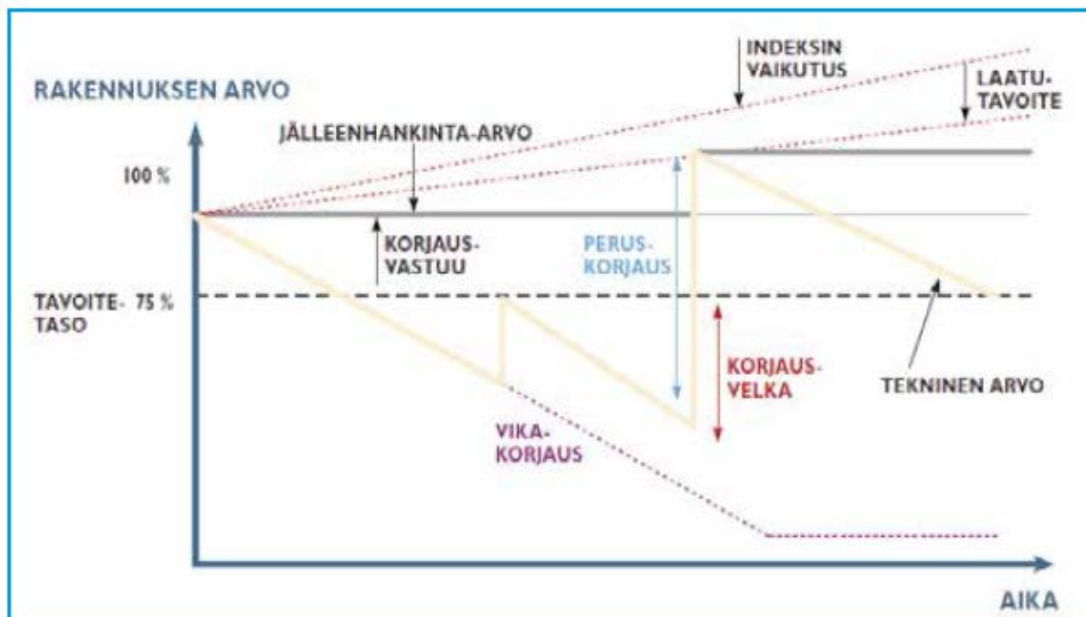 INDEKSIN
VAIKUTUS
LAATU-
TAVOITE
RAKENNUKSEN ARVO
JÄLLEENHANKINTA-ARVO
100 %
KORJAUS-
VASTUU
PERUS-
KORJAUS
TAVOITE- 75 %
TASO
KORJAUS-
VELKA
TEKNINEN ARVO
VIKA-
KORJAUS
AIKA